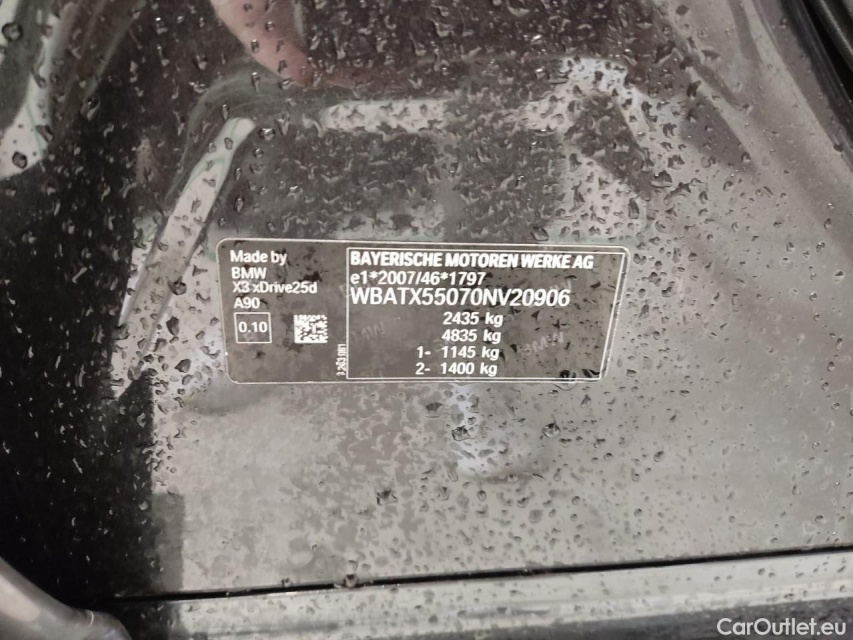 Made by
BMW
X3 xDrive25d
A90
0.10
BAYERISCHE MOTOREN WERKE AG
e1*2007/46*1797
WBATX55070NV20906
2435 kg
4835 kg
1- 1145 kg
2- 1400 kg
CarOutlet.eu